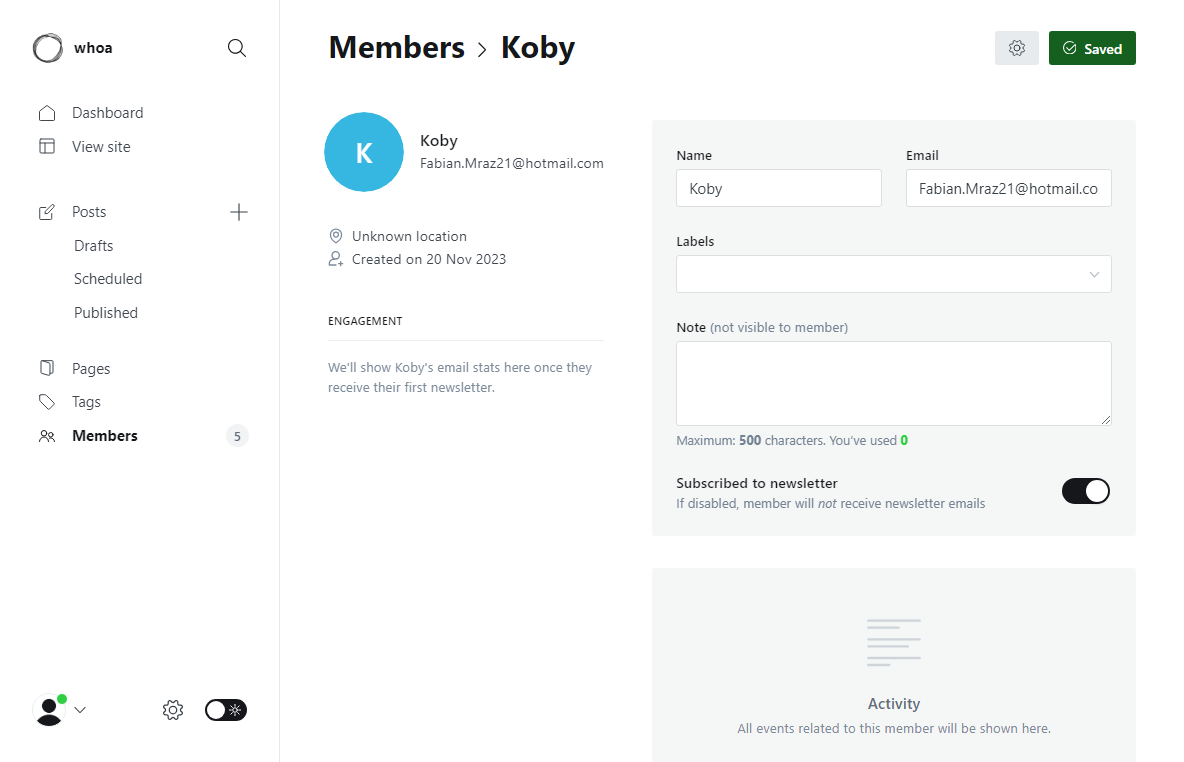 whoa
Dashboard
View site
Posts
Drafts
Scheduled
Published
Pages
Tags
Members 5
Members > Koby
Saved
K
Koby
Fabian.Mraz21@hotmail.com
Unknown location
Created on 20 Nov 2023
ENGAGEMENT
We'll show Koby's email stats here once they
receive their first newsletter.
Name
Koby
Email
Fabian.Mraz21@hotmail.co
Labels
Note (not visible to member)
Maximum: 500 characters. You've used 0
Subscribed to newsletter
If disabled, member will not receive newsletter emails
Activity
All events related to this member will be shown here.